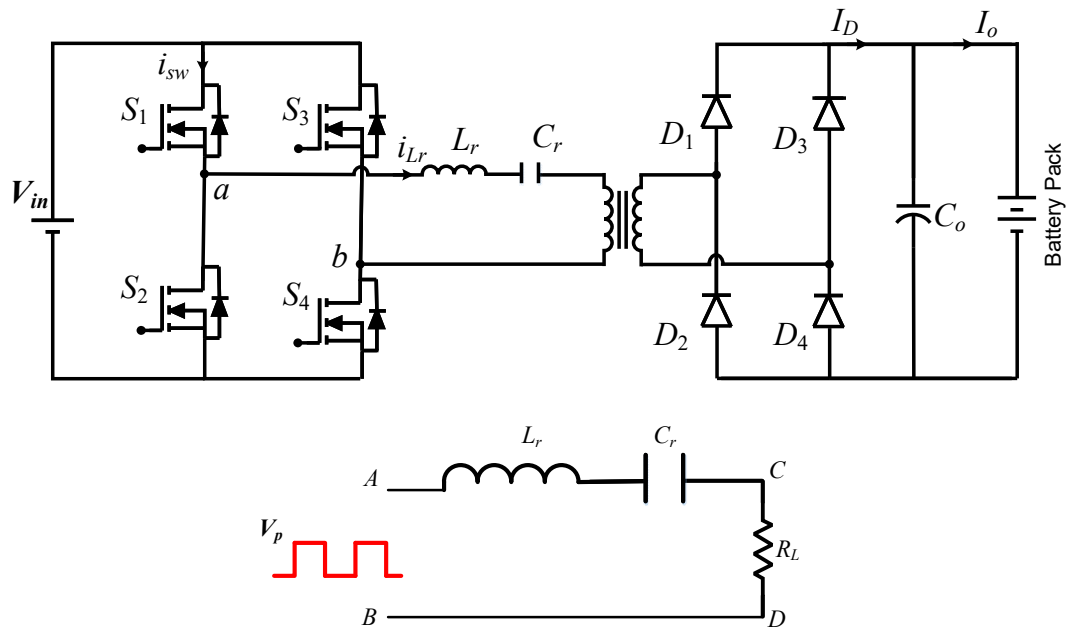 I_D
I_o
i_sw
S_1
S_3
i_Lr
L_r
C_r
D_1
D_3
V_in
a
b
C_o
Battery Pack
S_2
S_4
D_2
D_4
L_r
C_r
A
C
V_p
R_L
B
D